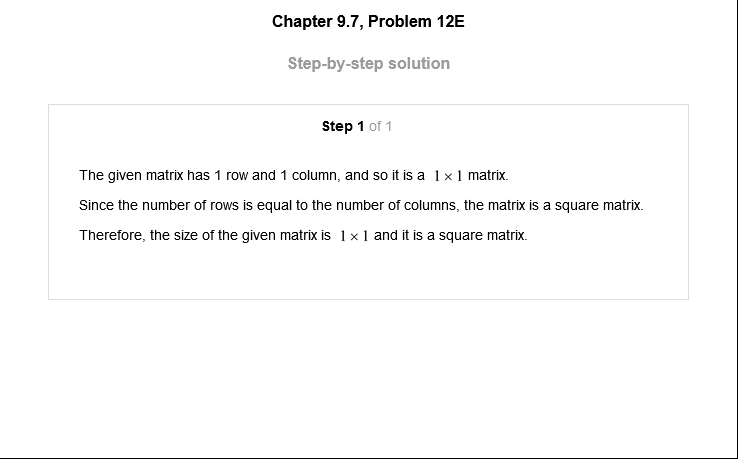 Chapter 9.7, Problem 12E
Step-by-step solution
Step 1 of 1
The given matrix has 1 row and 1 column, and so it is a 1 × 1 matrix.
Since the number of rows is equal to the number of columns, the matrix is a square matrix.
Therefore, the size of the given matrix is 1 × 1 and it is a square matrix.